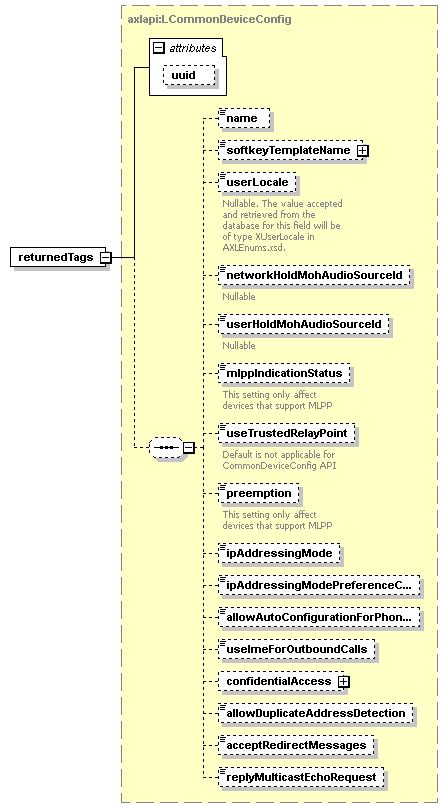 axlapi:LCommonDeviceConfig
attributes
uuid
returnedTags
name
softkeyTemplateName
userLocale
Nullable. The value accepted
and retrieved from the
database for this field will be
of type XUserLocale in
AXLEnums.xsd.
networkHoldMohAudioSourceId
Nullable
userHoldMohAudioSourceId
Nullable
mlppIndicationStatus
This setting only affect
devices that support MLPP
useTrustedRelayPoint
Default is not applicable for
CommonDeviceConfig API
preemption
This setting only affect
devices that support MLPP
ipAddressingMode
ipAddressingModePreferenceC...
allowAutoConfigurationForPhon...
useImeForOutboundCalls
confidentialAccess
allowDuplicateAddressDetection
acceptRedirectMessages
replyMulticastEchoRequest